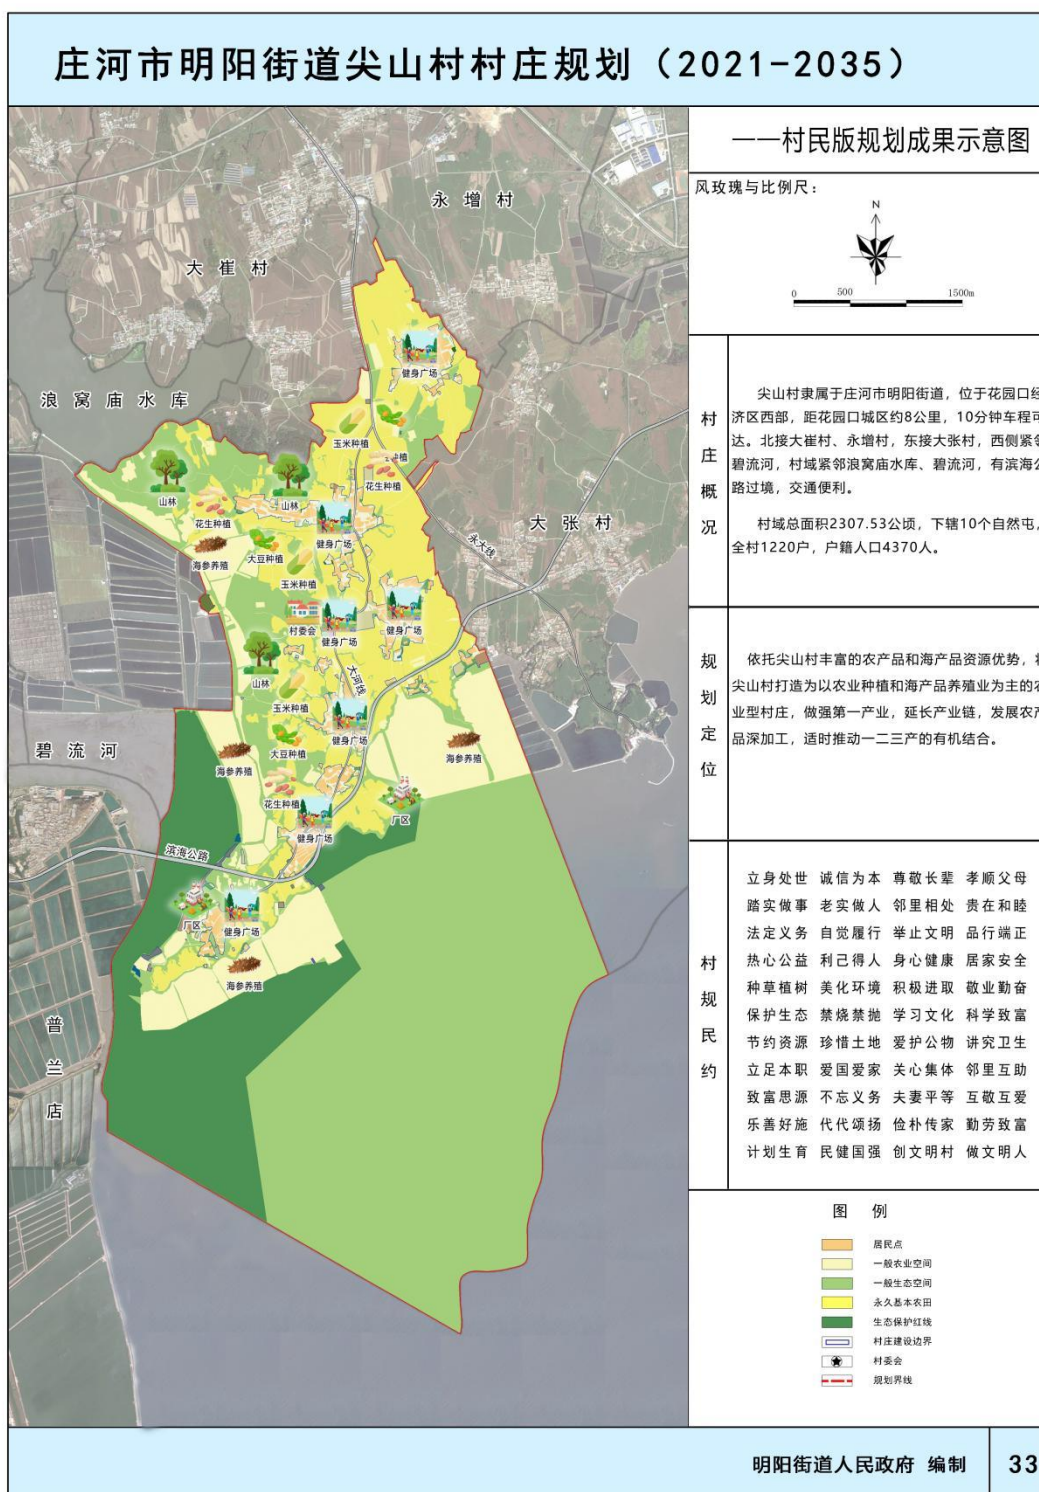 庄河市明阳街道尖山村村庄规划（2021-2035）
——村民版规划成果示意图
风玫瑰与比例尺：
N
0 500 1500m
村庄概况
尖山村隶属于庄河市明阳街道，位于花园口经
济区西部，距花园口城区约8公里，10分钟车程可
达。北接大崔村、永增村，东接大张村，西侧紧邻
碧流河，村域紧邻浪窝庙水库、碧流河，有滨海公
路过境，交通便利。
村域总面积2307.53公顷，下辖10个自然屯，
全村1220户，户籍人口4370人。
规划定位
依托尖山村丰富的农产品和海产品资源优势，将
尖山村打造为以农业种植和海产品养殖业为主的农
业型村庄，做强第一产业，延长产业链，发展农产
品深加工，适时推动一二三产的有机结合。
村规民约
立身处世 诚信为本 尊敬长辈 孝顺父母
踏实做事 老实做人 邻里相处 贵在和睦
法定义务 自觉履行 举止文明 品行端正
热心公益 利己得人 身心健康 居家安全
种草植树 美化环境 积极进取 敬业勤奋
保护生态 禁烧禁抛 学习文化 科学致富
节约资源 珍惜土地 爱护公物 讲究卫生
立足本职 爱国爱家 关心集体 邻里互助
致富思源 不忘义务 夫妻平等 互敬互爱
乐善好施 代代颂扬 俭朴传家 勤劳致富
计划生育 民健国强 创文明村 做文明人
图 例
居民点
一般农业空间
一般生态空间
永久基本农田
生态保护红线
村庄建设边界
村委会
规划界线
永增村
大崔村
健身广场
浪窝庙水库
玉米种植
种植
花生种植
山林
山林
花生种植
大张村
健身广场
永大线
海参养殖
大豆种植
玉米种植
村委会
健身广场
健身广场
山林
大河线
玉米种植
健身广场
碧流河
海参养殖
大豆种植
海参养殖
花生种植
健身广场
厂区
滨海公路
厂区
健身广场
海参养殖
普兰店
明阳街道人民政府 编制
33